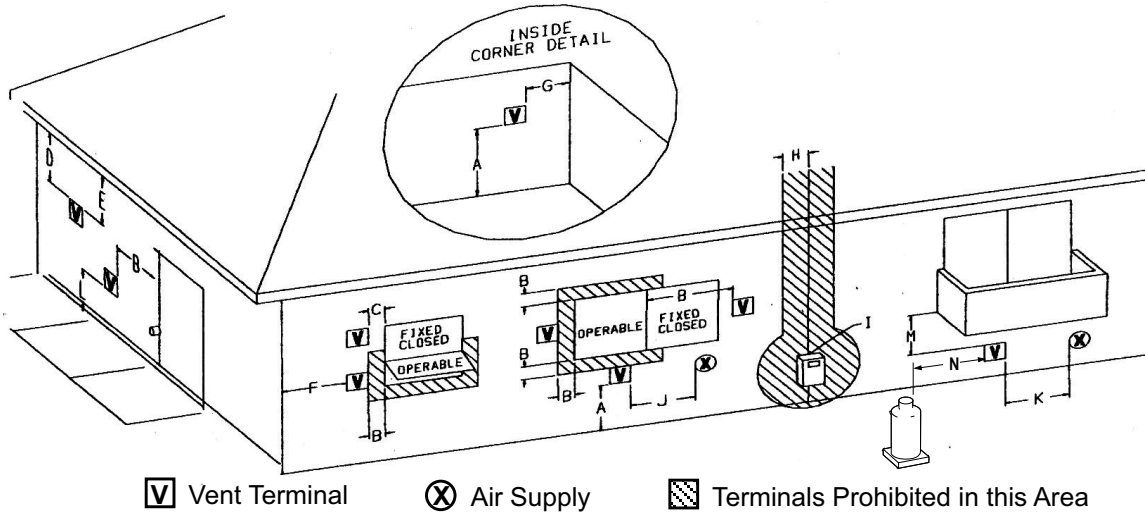 INSIDE
CORNER DETAIL
G
V
A
H
D
E
V
B
V
L
C
V
FIXED
CLOSED
OPERABLE
F
V
B
B
V
OPERABLE
FIXED
CLOSED
B
V
B
V
B
A
J
X
I
M
N
V
X
K
V Vent Terminal
X Air Supply
Terminals Prohibited in this Area